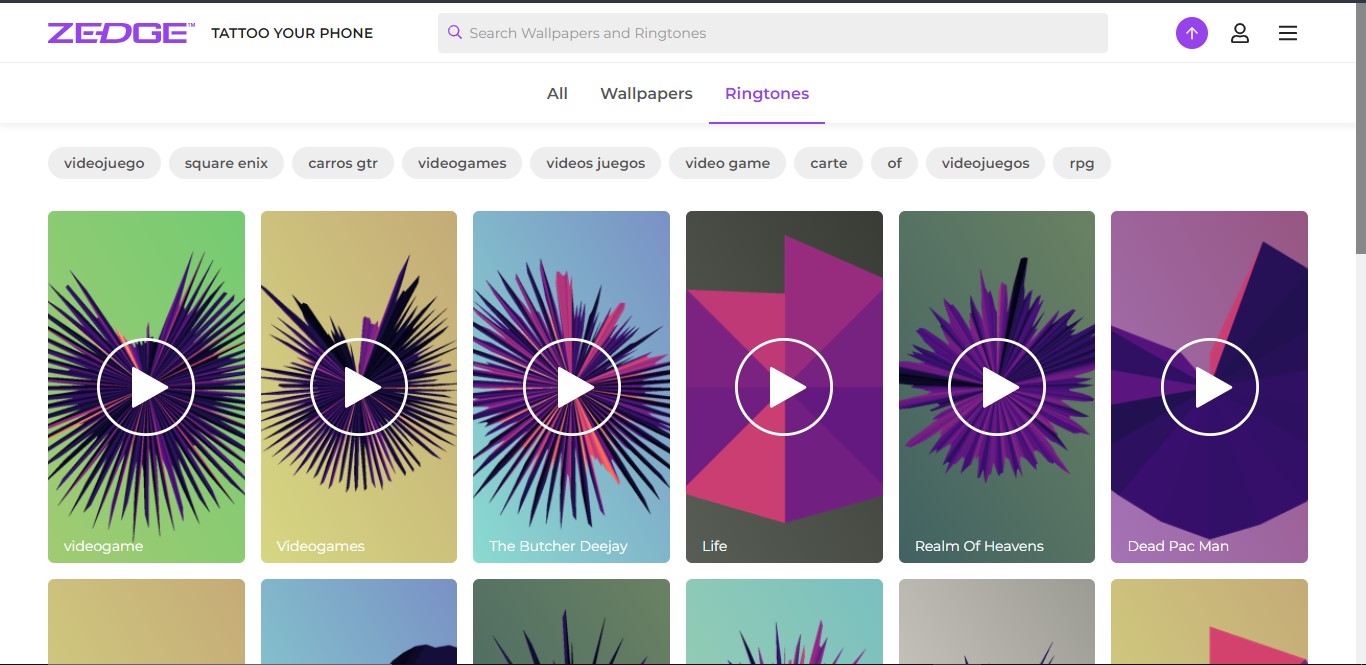 ZEDGE™ TATTOO YOUR PHONE Search Wallpapers and Ringtones
All Wallpapers Ringtones
videojuego square enix carros gtr videogames videos juegos video game carte of videojuegos rpg
videogame Videogames The Butcher Deejay Life Realm Of Heavens Dead Pac Man